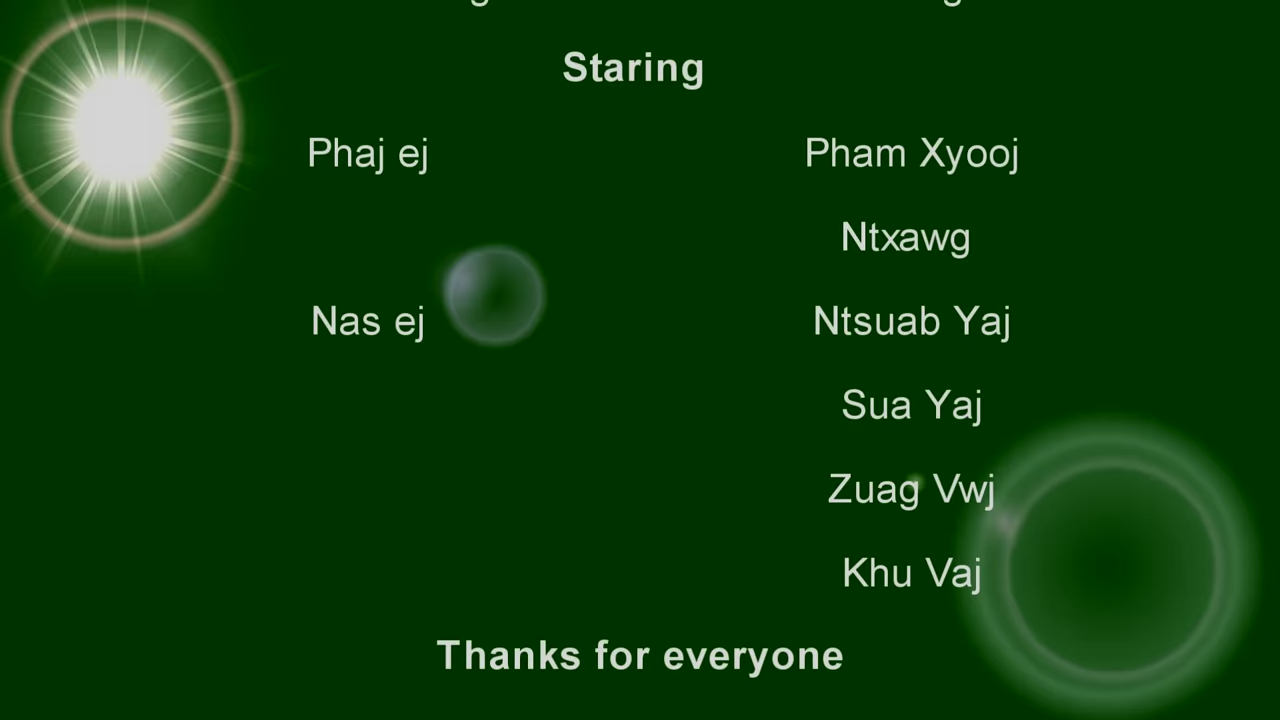 Staring
Phaj ej Pham Xyooj
Ntxawg
Nas ej Ntsuab Yaj
Sua Yaj
Zuag Vwj
Khu Vaj
Thanks for everyone